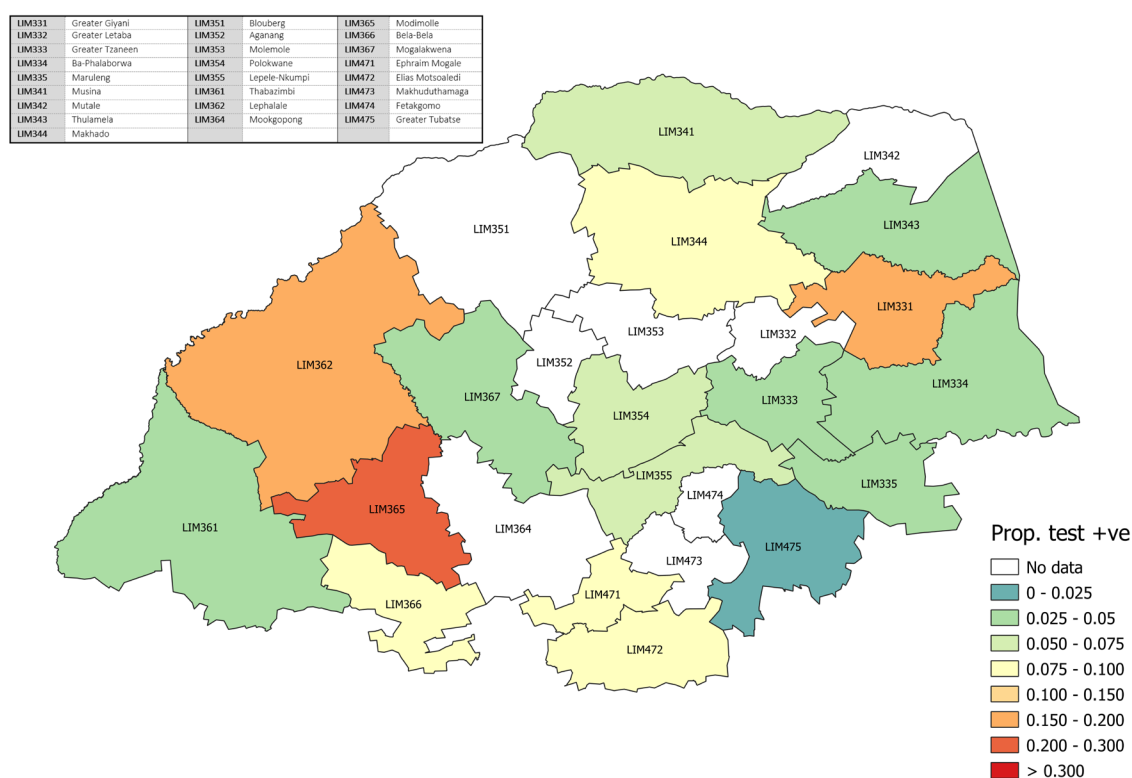 LIM331 Greater Giyani LIM351 Blouberg LIM365 Modimolle
LIM332 Greater Letaba LIM352 Aganang LIM366 Bela-Bela
LIM333 Greater Tzaneen LIM353 Molemole LIM367 Mogalakwena
LIM334 Ba-Phalaborwa LIM354 Polokwane LIM471 Ephraim Mogale
LIM335 Maruleng LIM355 Lepele-Nkumpi LIM472 Elias Motsoaledi
LIM341 Musina LIM361 Thabazimbi LIM473 Makhuduthamaga
LIM342 Mutale LIM362 Lephalale LIM474 Fetakgomo
LIM343 Thulamela LIM364 Mookgopong LIM475 Greater Tubatse
LIM344 Makhado
LIM341
LIM342
LIM351
LIM343
LIM344
LIM331
LIM353
LIM332
LIM352
LIM362
LIM334
LIM367
LIM333
LIM354
LIM355
LIM335
LIM474
LIM365
LIM361
LIM364
LIM475
LIM473
LIM471
LIM366
LIM472
Prop. test +ve
No data
0 - 0.025
0.025 - 0.05
0.050 - 0.075
0.075 - 0.100
0.100 - 0.150
0.150 - 0.200
0.200 - 0.300
> 0.300